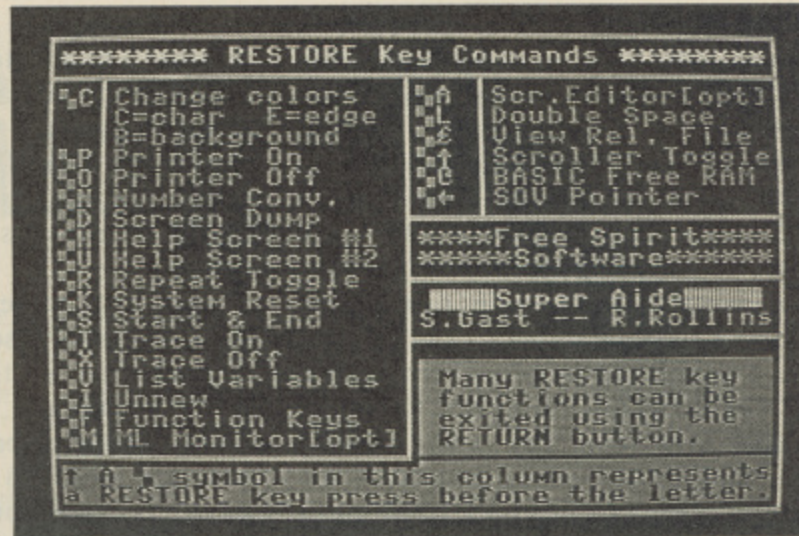 ******** RESTORE Key Commands ********
▚C Change colors
C=char E=edge
B=background
▚P Printer On
▚O Printer Off
▚N Number Conv.
▚D Screen Dump
▚H Help Screen #1
▚U Help Screen #2
▚R Repeat Toggle
▚K System Reset
▚S Start & End
▚T Trace On
▚X Trace Off
▚V List Variables
▚I Unnew
▚F Function Keys
▚M ML Monitor[opt]
▚A Scr.Editor[opt]
▚L Double Space
▚£ View Rel. File
▚↑ Scroller Toggle
▚@ BASIC Free RAM
▚← SOV Pointer
****Free Spirit****
*****Software******
Super Aide
S.Gast -- R.Rollins
Many RESTORE key
functions can be
exited using the
RETURN button.
↑ A ▚ symbol in this column represents
a RESTORE key press before the letter.